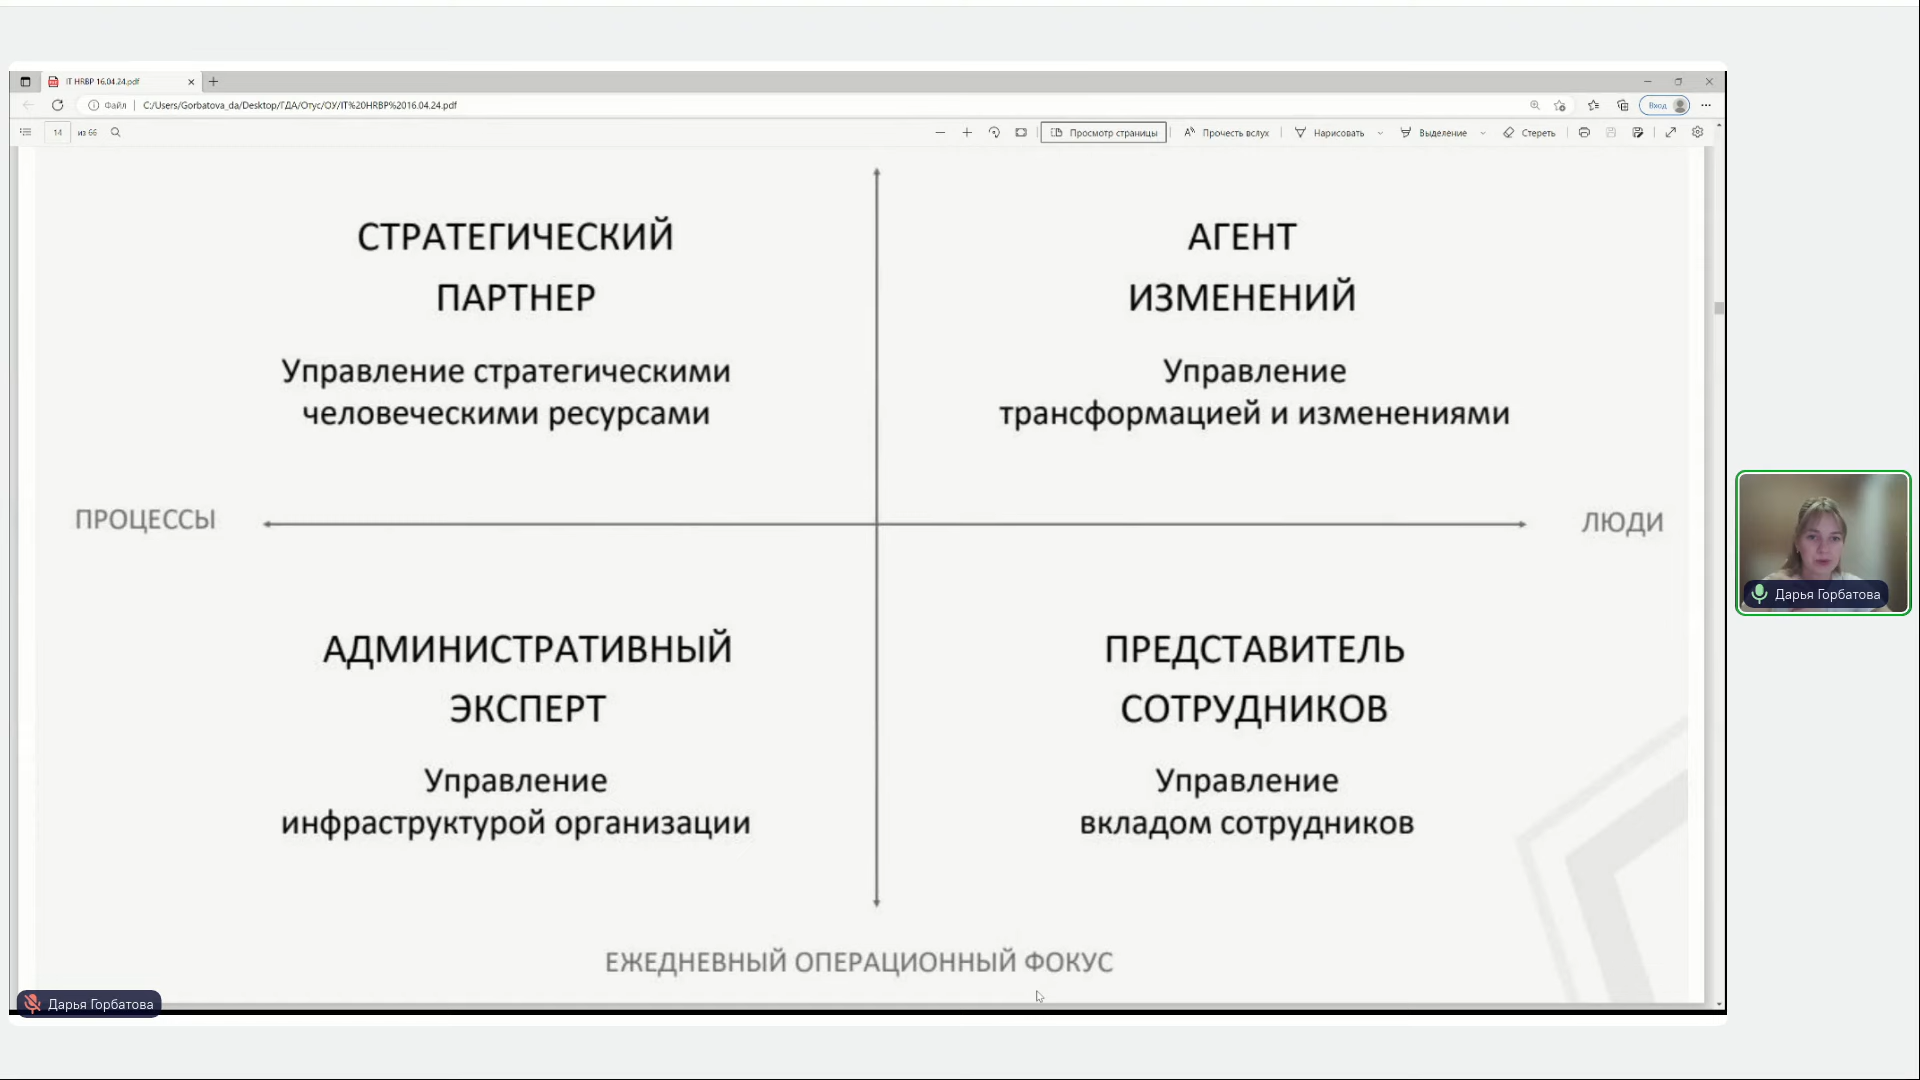 IT HRBP 16.04.24.pdf
Файл C:/Users/Gorbatova_da/Desktop/ГДА/Отус/ОУ/IT%20HRBP%2016.04.24.pdf
Вход
14 из 66
Просмотр страницы
Прочесть вслух
Нарисовать
Выделение
Стереть
СТРАТЕГИЧЕСКИЙ
ПАРТНЕР
Управление стратегическими
человеческими ресурсами
АГЕНТ
ИЗМЕНЕНИЙ
Управление
трансформацией и изменениями
ПРОЦЕССЫ
ЛЮДИ
АДМИНИСТРАТИВНЫЙ
ЭКСПЕРТ
Управление
инфраструктурой организации
ПРЕДСТАВИТЕЛЬ
СОТРУДНИКОВ
Управление
вкладом сотрудников
ЕЖЕДНЕВНЫЙ ОПЕРАЦИОННЫЙ ФОКУС
Дарья Горбатова
Дарья Горбатова